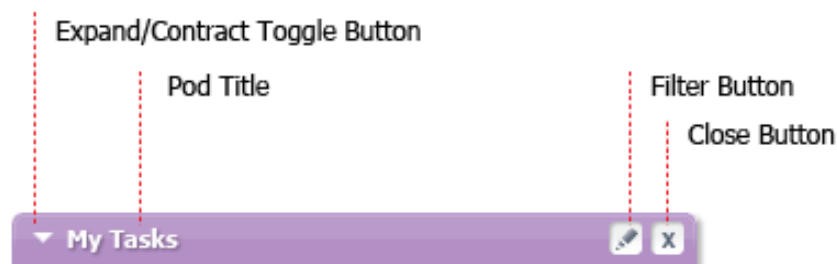 Expand/Contract Toggle Button
Pod Title
Filter Button
Close Button
My Tasks
x